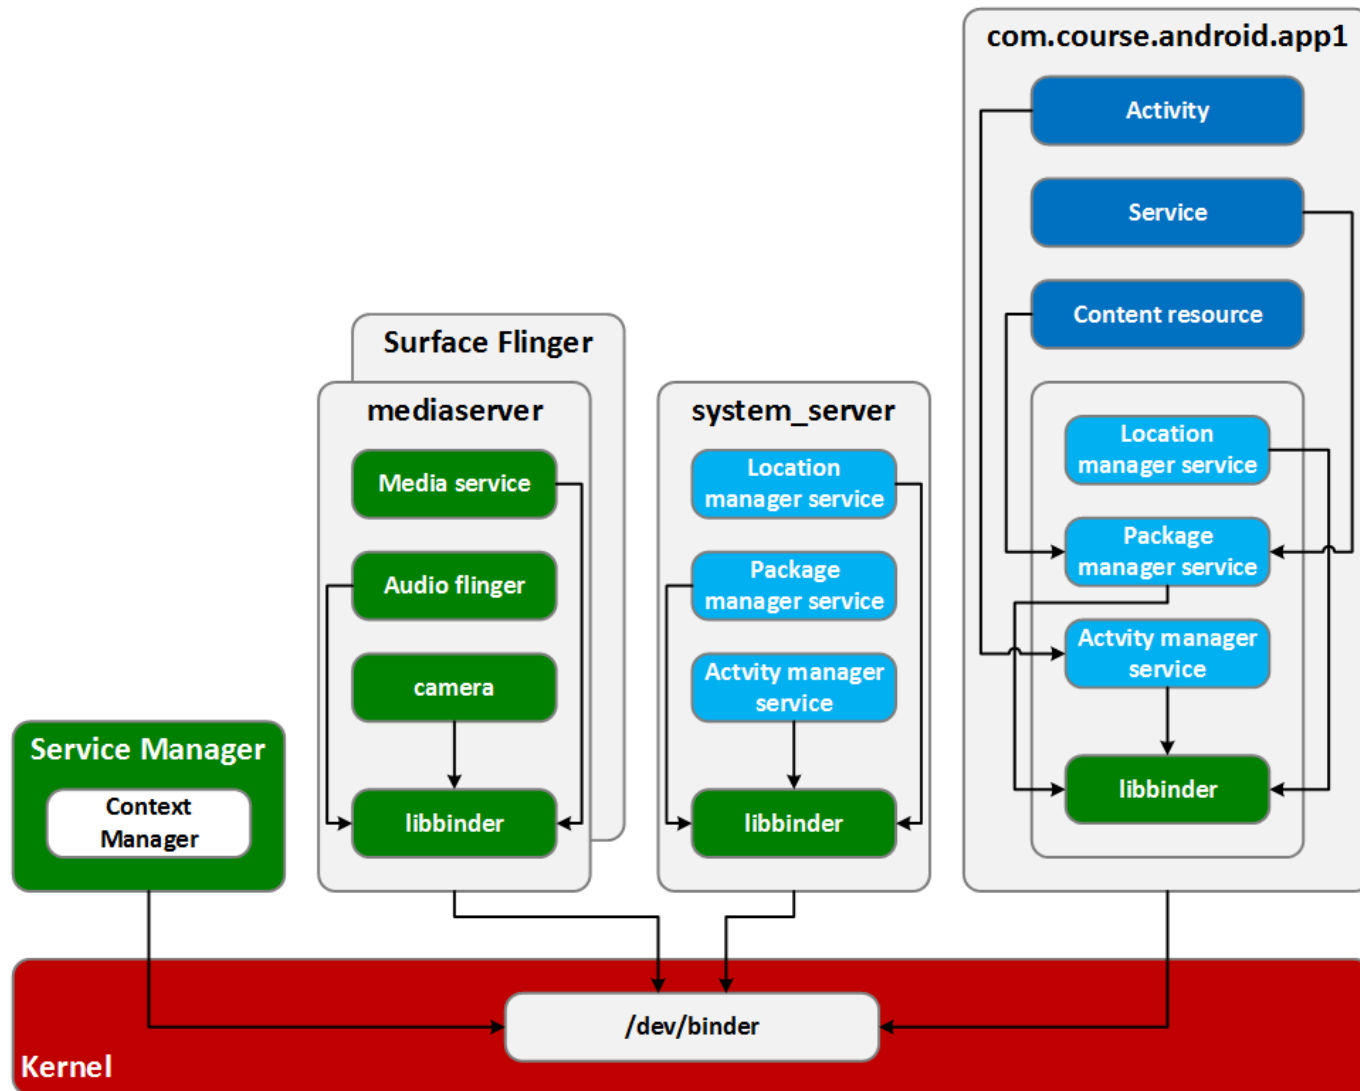 com.course.android.app1
Activity
Service
Content resource
Location
manager service
Package
manager service
Actvity manager
service
libbinder
Surface Flinger
mediaserver
Media service
Audio flinger
camera
libbinder
system_server
Location
manager service
Package
manager service
Actvity manager
service
libbinder
Service Manager
Context
Manager
/dev/binder
Kernel